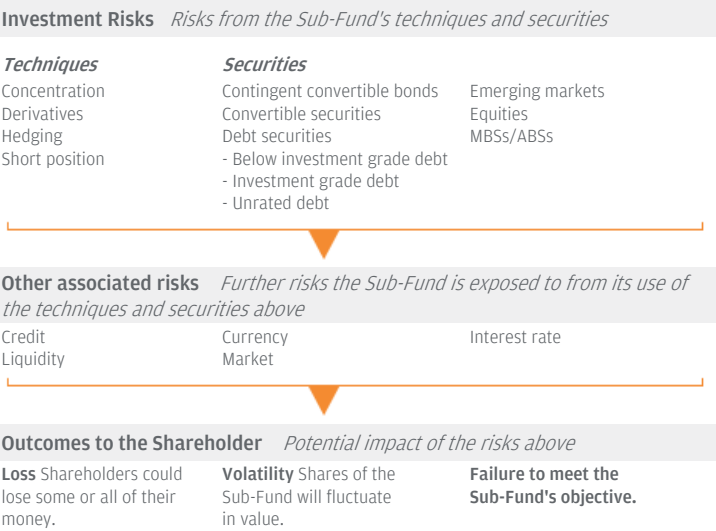 Investment Risks Risks from the Sub-Fund's techniques and securities
Techniques
Concentration
Derivatives
Hedging
Short position
Securities
Contingent convertible bonds
Convertible securities
Debt securities
- Below investment grade debt
- Investment grade debt
- Unrated debt
Emerging markets
Equities
MBSs/ABSs
Other associated risks Further risks the Sub-Fund is exposed to from its use of
the techniques and securities above
Credit
Liquidity
Currency
Market
Interest rate
Outcomes to the Shareholder Potential impact of the risks above
Loss Shareholders could
lose some or all of their
money.
Volatility Shares of the
Sub-Fund will fluctuate
in value.
Failure to meet the
Sub-Fund's objective.